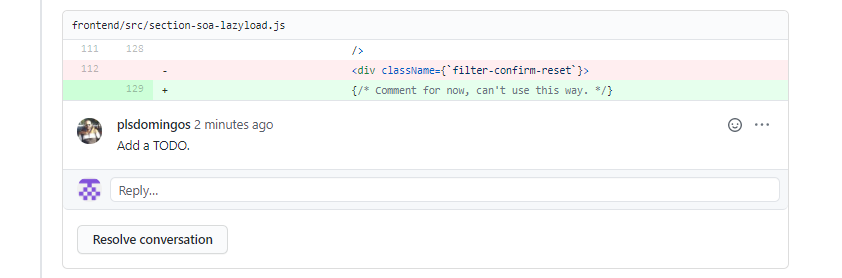 frontend/src/section-soa-lazyload.js
111 128 />
112 - <div className={`filter-confirm-reset`}>
129 + {/* Comment for now, can't use this way. */}
plsdomingos 2 minutes ago
Add a TODO.
Reply...
Resolve conversation